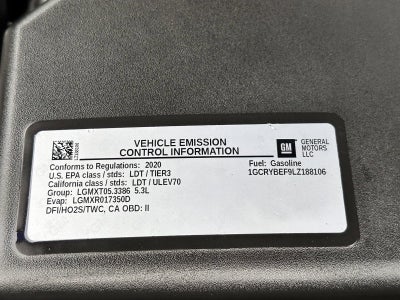 VEHICLE EMISSION
CONTROL INFORMATION
GM
GENERAL
MOTORS
LLC
Conforms to Regulations: 2020
Fuel: Gasoline
U.S. EPA class / stds: LDT / TIER3
1GCRYBEF9LZ188106
California class / stds: LDT / ULEV70
Group: LGMXT05.3386 5.3L
Evap: LGMXR017350D
DFI/HO2S/TWC, CA OBD: II